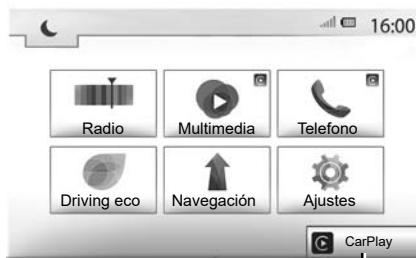 16:00
Radio
Multimedia
Telefono
Driving eco
Navegación
Ajustes
CarPlay